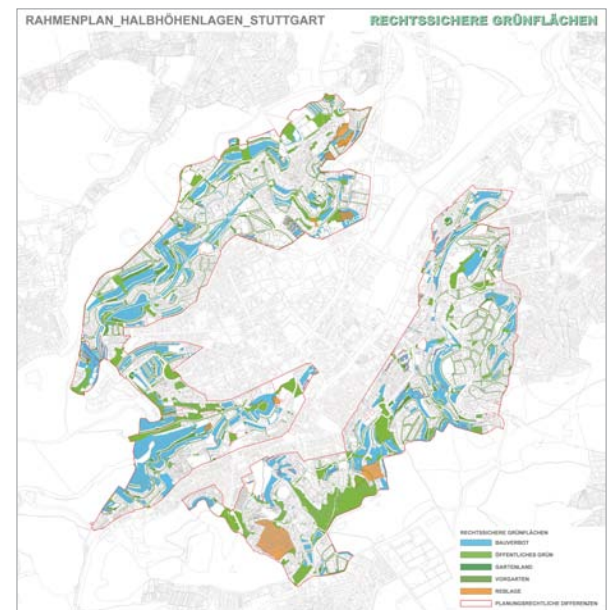 RAHMENPLAN_HALBHÖHENLAGEN_STUTTGART
RECHTSSICHERE GRÜNFLÄCHEN
RECHTSSICHERE GRÜNFLÄCHEN
BAUVERBOT
ÖFFENTLICHES GRÜN
GARTENLAND
VORGARTEN
REBLAGE
PLANUNGSRECHTLICHE DIFFERENZEN